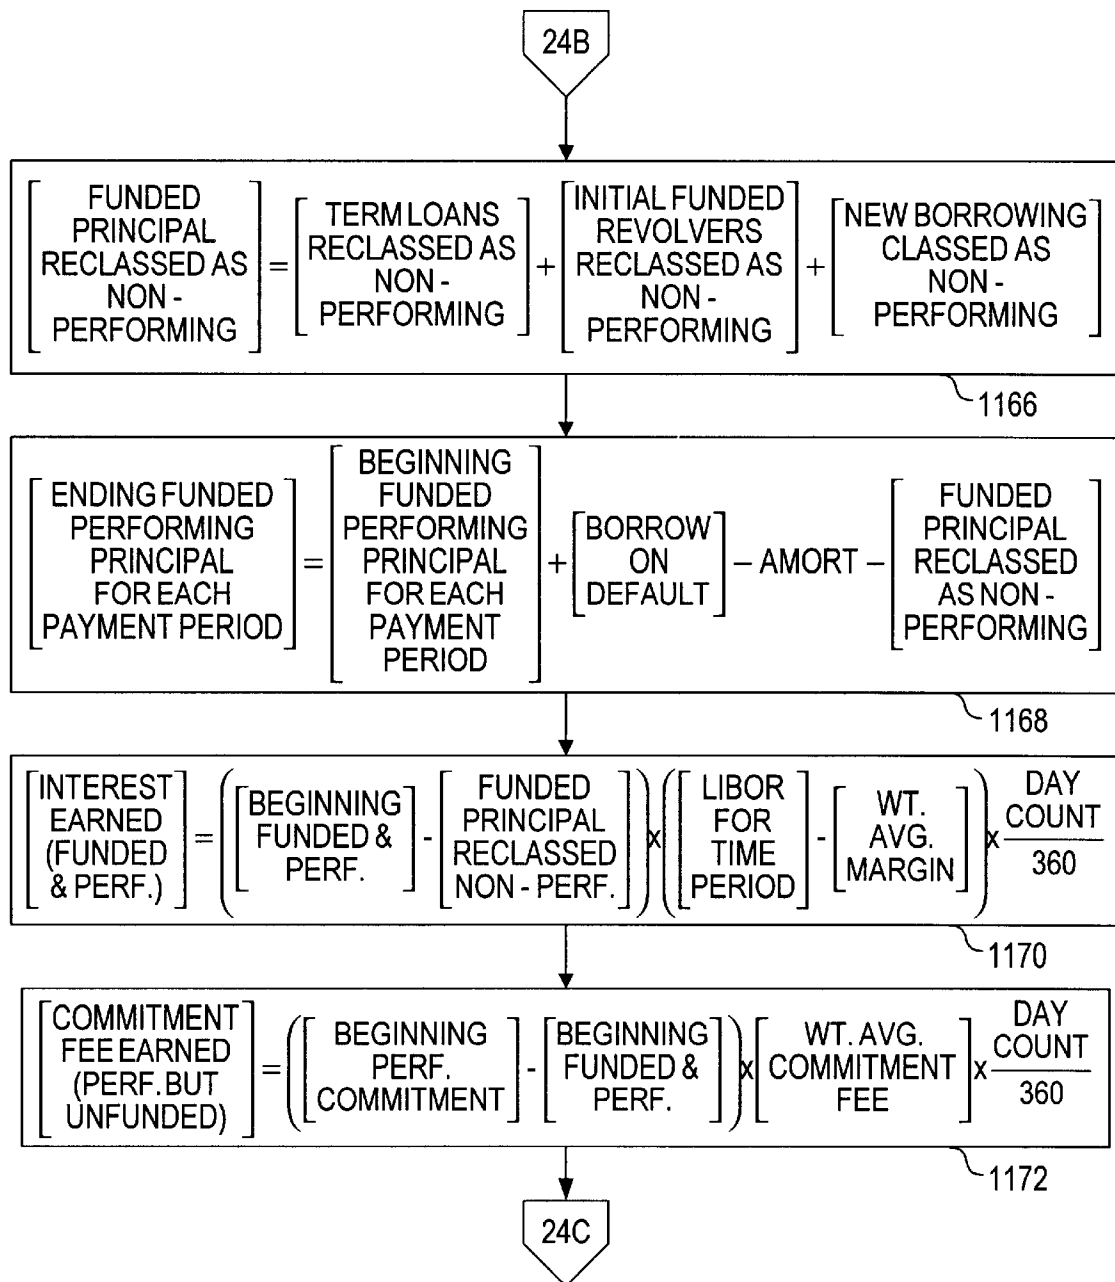 24B
[FUNDED PRINCIPAL RECLASSED AS NON - PERFORMING] = [TERM LOANS RECLASSED AS NON - PERFORMING] + [INITIAL FUNDED REVOLVERS RECLASSED AS NON - PERFORMING] + [NEW BORROWING CLASSED AS NON - PERFORMING]
1166
[ENDING FUNDED PERFORMING PRINCIPAL FOR EACH PAYMENT PERIOD] = [BEGINNING FUNDED PERFORMING PRINCIPAL FOR EACH PAYMENT PERIOD] + [BORROW ON DEFAULT] – AMORT – [FUNDED PRINCIPAL RECLASSED AS NON - PERFORMING]
1168
[INTEREST EARNED (FUNDED & PERF.)] = ([BEGINNING FUNDED & PERF.] - [FUNDED PRINCIPAL RECLASSED NON - PERF.]) x ([LIBOR FOR TIME PERIOD] - [WT. AVG. MARGIN]) x DAY COUNT / 360
1170
[COMMITMENT FEE EARNED (PERF. BUT UNFUNDED)] = ([BEGINNING PERF. COMMITMENT] - [BEGINNING FUNDED & PERF.]) x [WT. AVG. COMMITMENT FEE] x DAY COUNT / 360
1172
24C